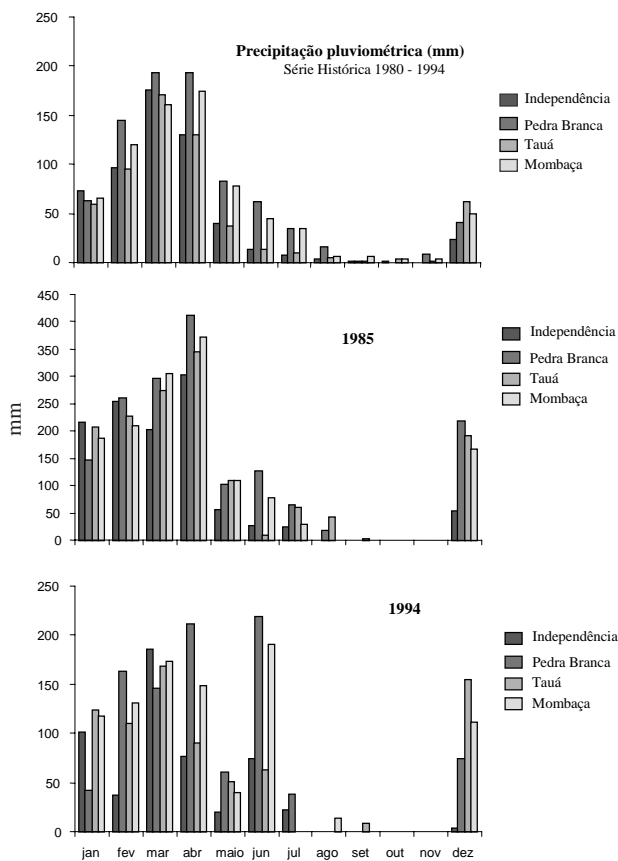 Precipitação pluviométrica (mm)
Série Histórica 1980 - 1994
250
200
150
100
50
0
Independência
Pedra Branca
Tauá
Mombaça
1985
mm
450
400
350
300
250
200
150
100
50
0
Independência
Pedra Branca
Tauá
Mombaça
1994
250
200
150
100
50
0
Independência
Pedra Branca
Tauá
Mombaça
jan fev mar abr maio jun jul ago set out nov dez